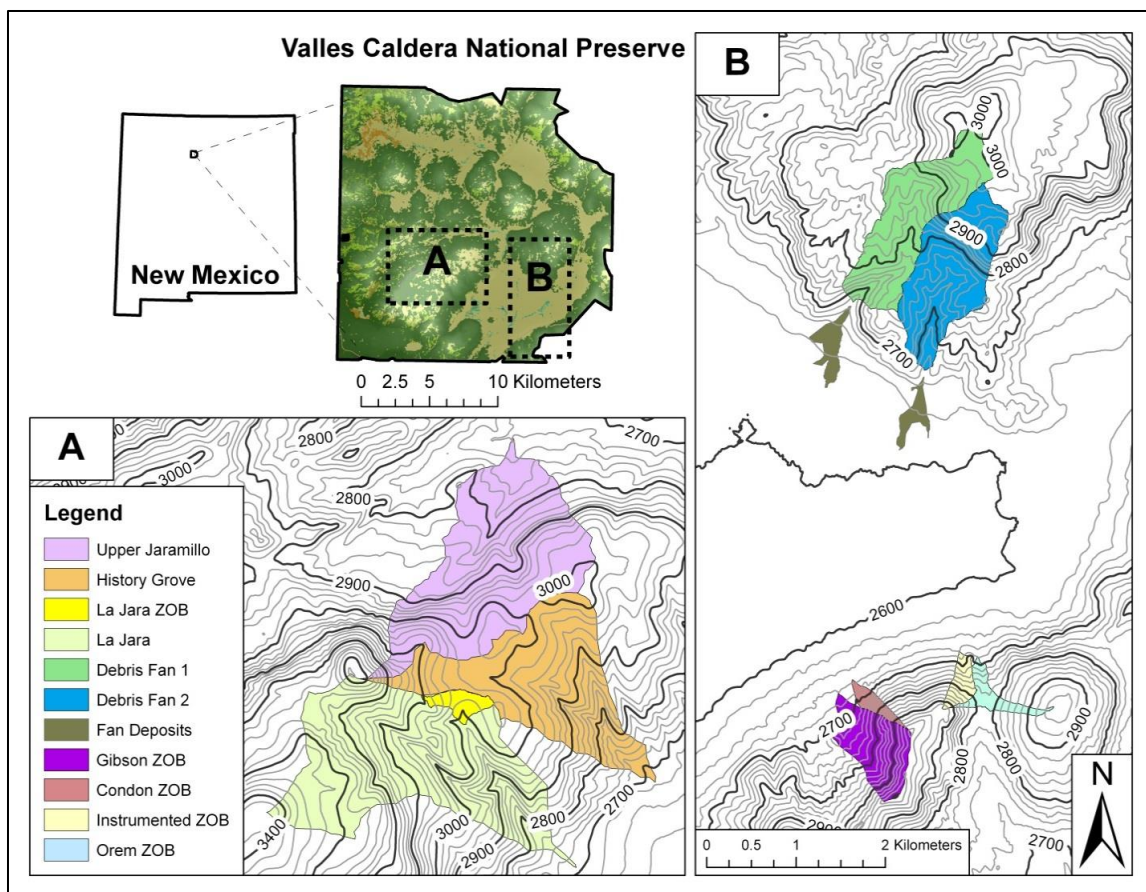 Valles Caldera National Preserve
New Mexico
A
B
0 2.5 5 10 Kilometers
A
2800
2700
2900
3000
2800
2900
3000
3400
3000
2900
2800
2700
Legend
Upper Jaramillo
History Grove
La Jara ZOB
La Jara
Debris Fan 1
Debris Fan 2
Fan Deposits
Gibson ZOB
Condon ZOB
Instrumented ZOB
Orem ZOB
B
3000
3000
2900
2800
2700
2600
2700
2900
2800
2800
2900
2700
0 0.5 1 2 Kilometers
N